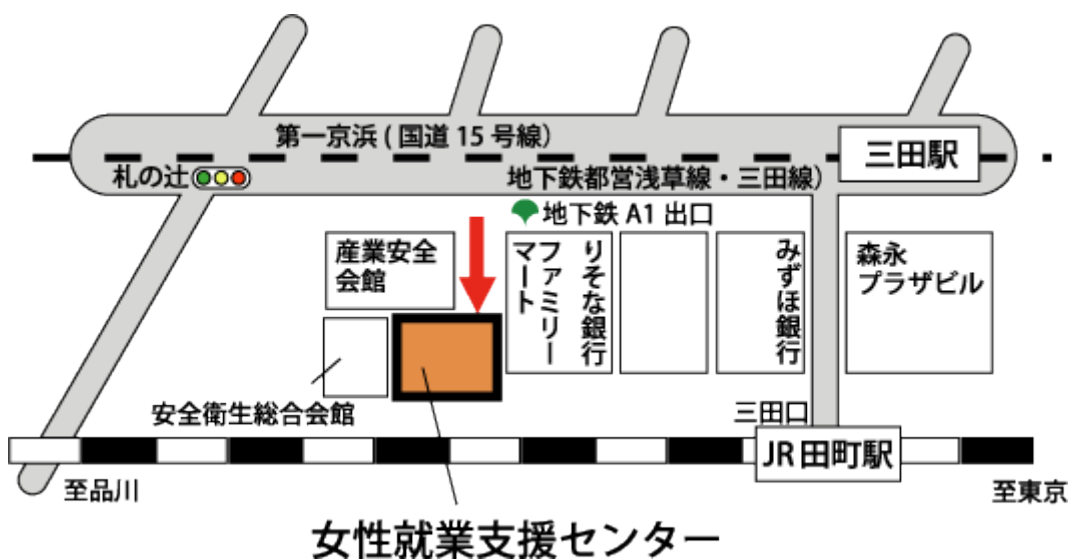 第一京浜 ( 国道 15 号線)
三田駅
札の辻
地下鉄都営浅草線・三田線)
地下鉄 A1 出口
産業安全
会館
ファミリー
マート
りそな銀行
みずほ銀行
森永
プラザビル
安全衛生総合会館
三田口
JR 田町駅
至品川
至東京
女性就業支援センター